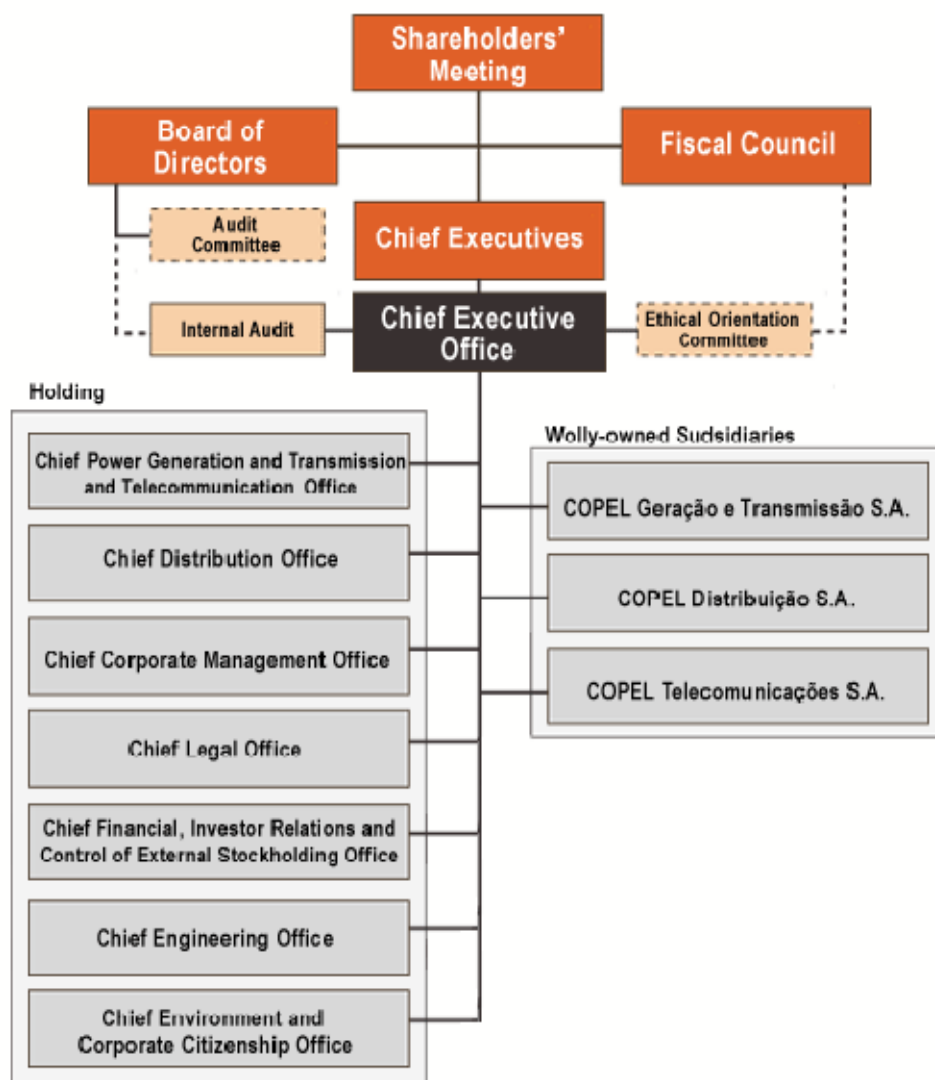 Shareholders'
Meeting
Board of
Directors
Fiscal Council
Audit
Committee
Chief Executives
Internal Audit
Chief Executive
Office
Ethical Orientation
Committee
Holding
Chief Power Generation and Transmission
and Telecommunication Office
Chief Distribution Office
Chief Corporate Management Office
Chief Legal Office
Chief Financial, Investor Relations and
Control of External Stockholding Office
Chief Engineering Office
Chief Environment and
Corporate Citizenship Office
Wolly-owned Sudsidiaries
COPEL Geração e Transmissão S.A.
COPEL Distribuição S.A.
COPEL Telecomunicações S.A.